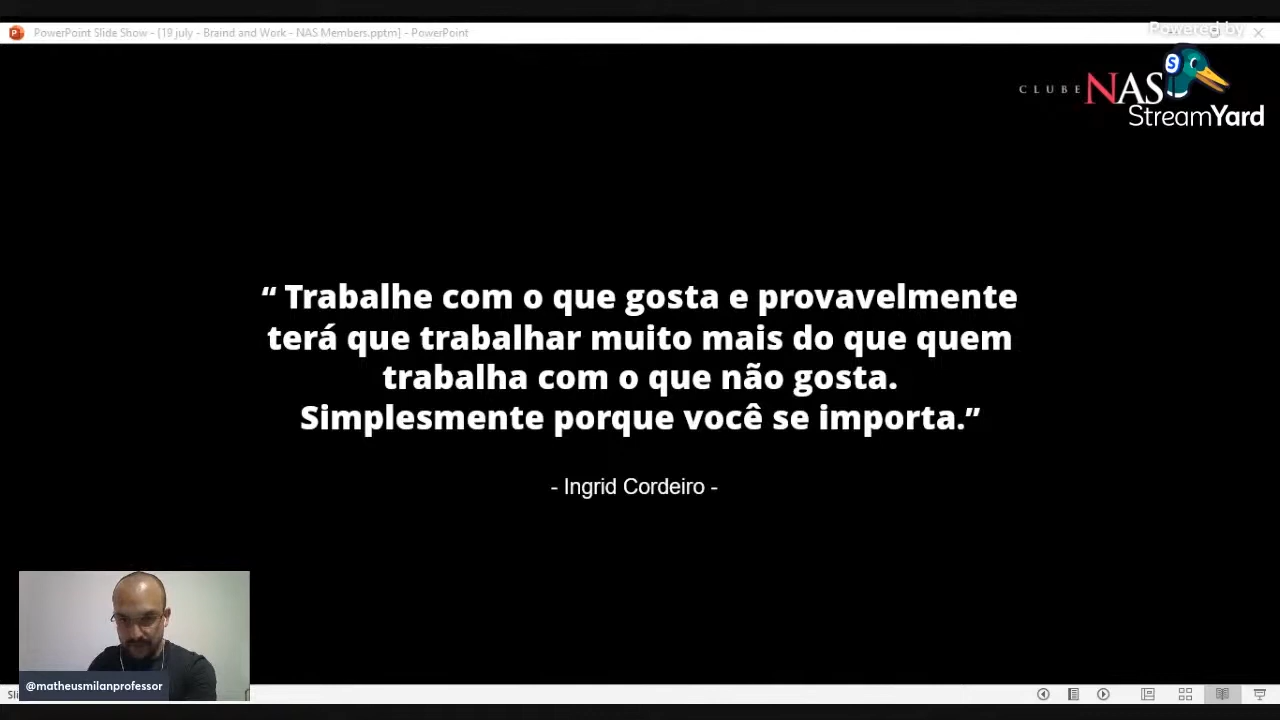 PowerPoint Slide Show - [19 july - Braind and Work - NAS Members.pptm] - PowerPoint
Powered by
CLUBE NAS
S
StreamYard
“ Trabalhe com o que gosta e provavelmente
terá que trabalhar muito mais do que quem
trabalha com o que não gosta.
Simplesmente porque você se importa.”
- Ingrid Cordeiro -
@matheusmilanprofessor